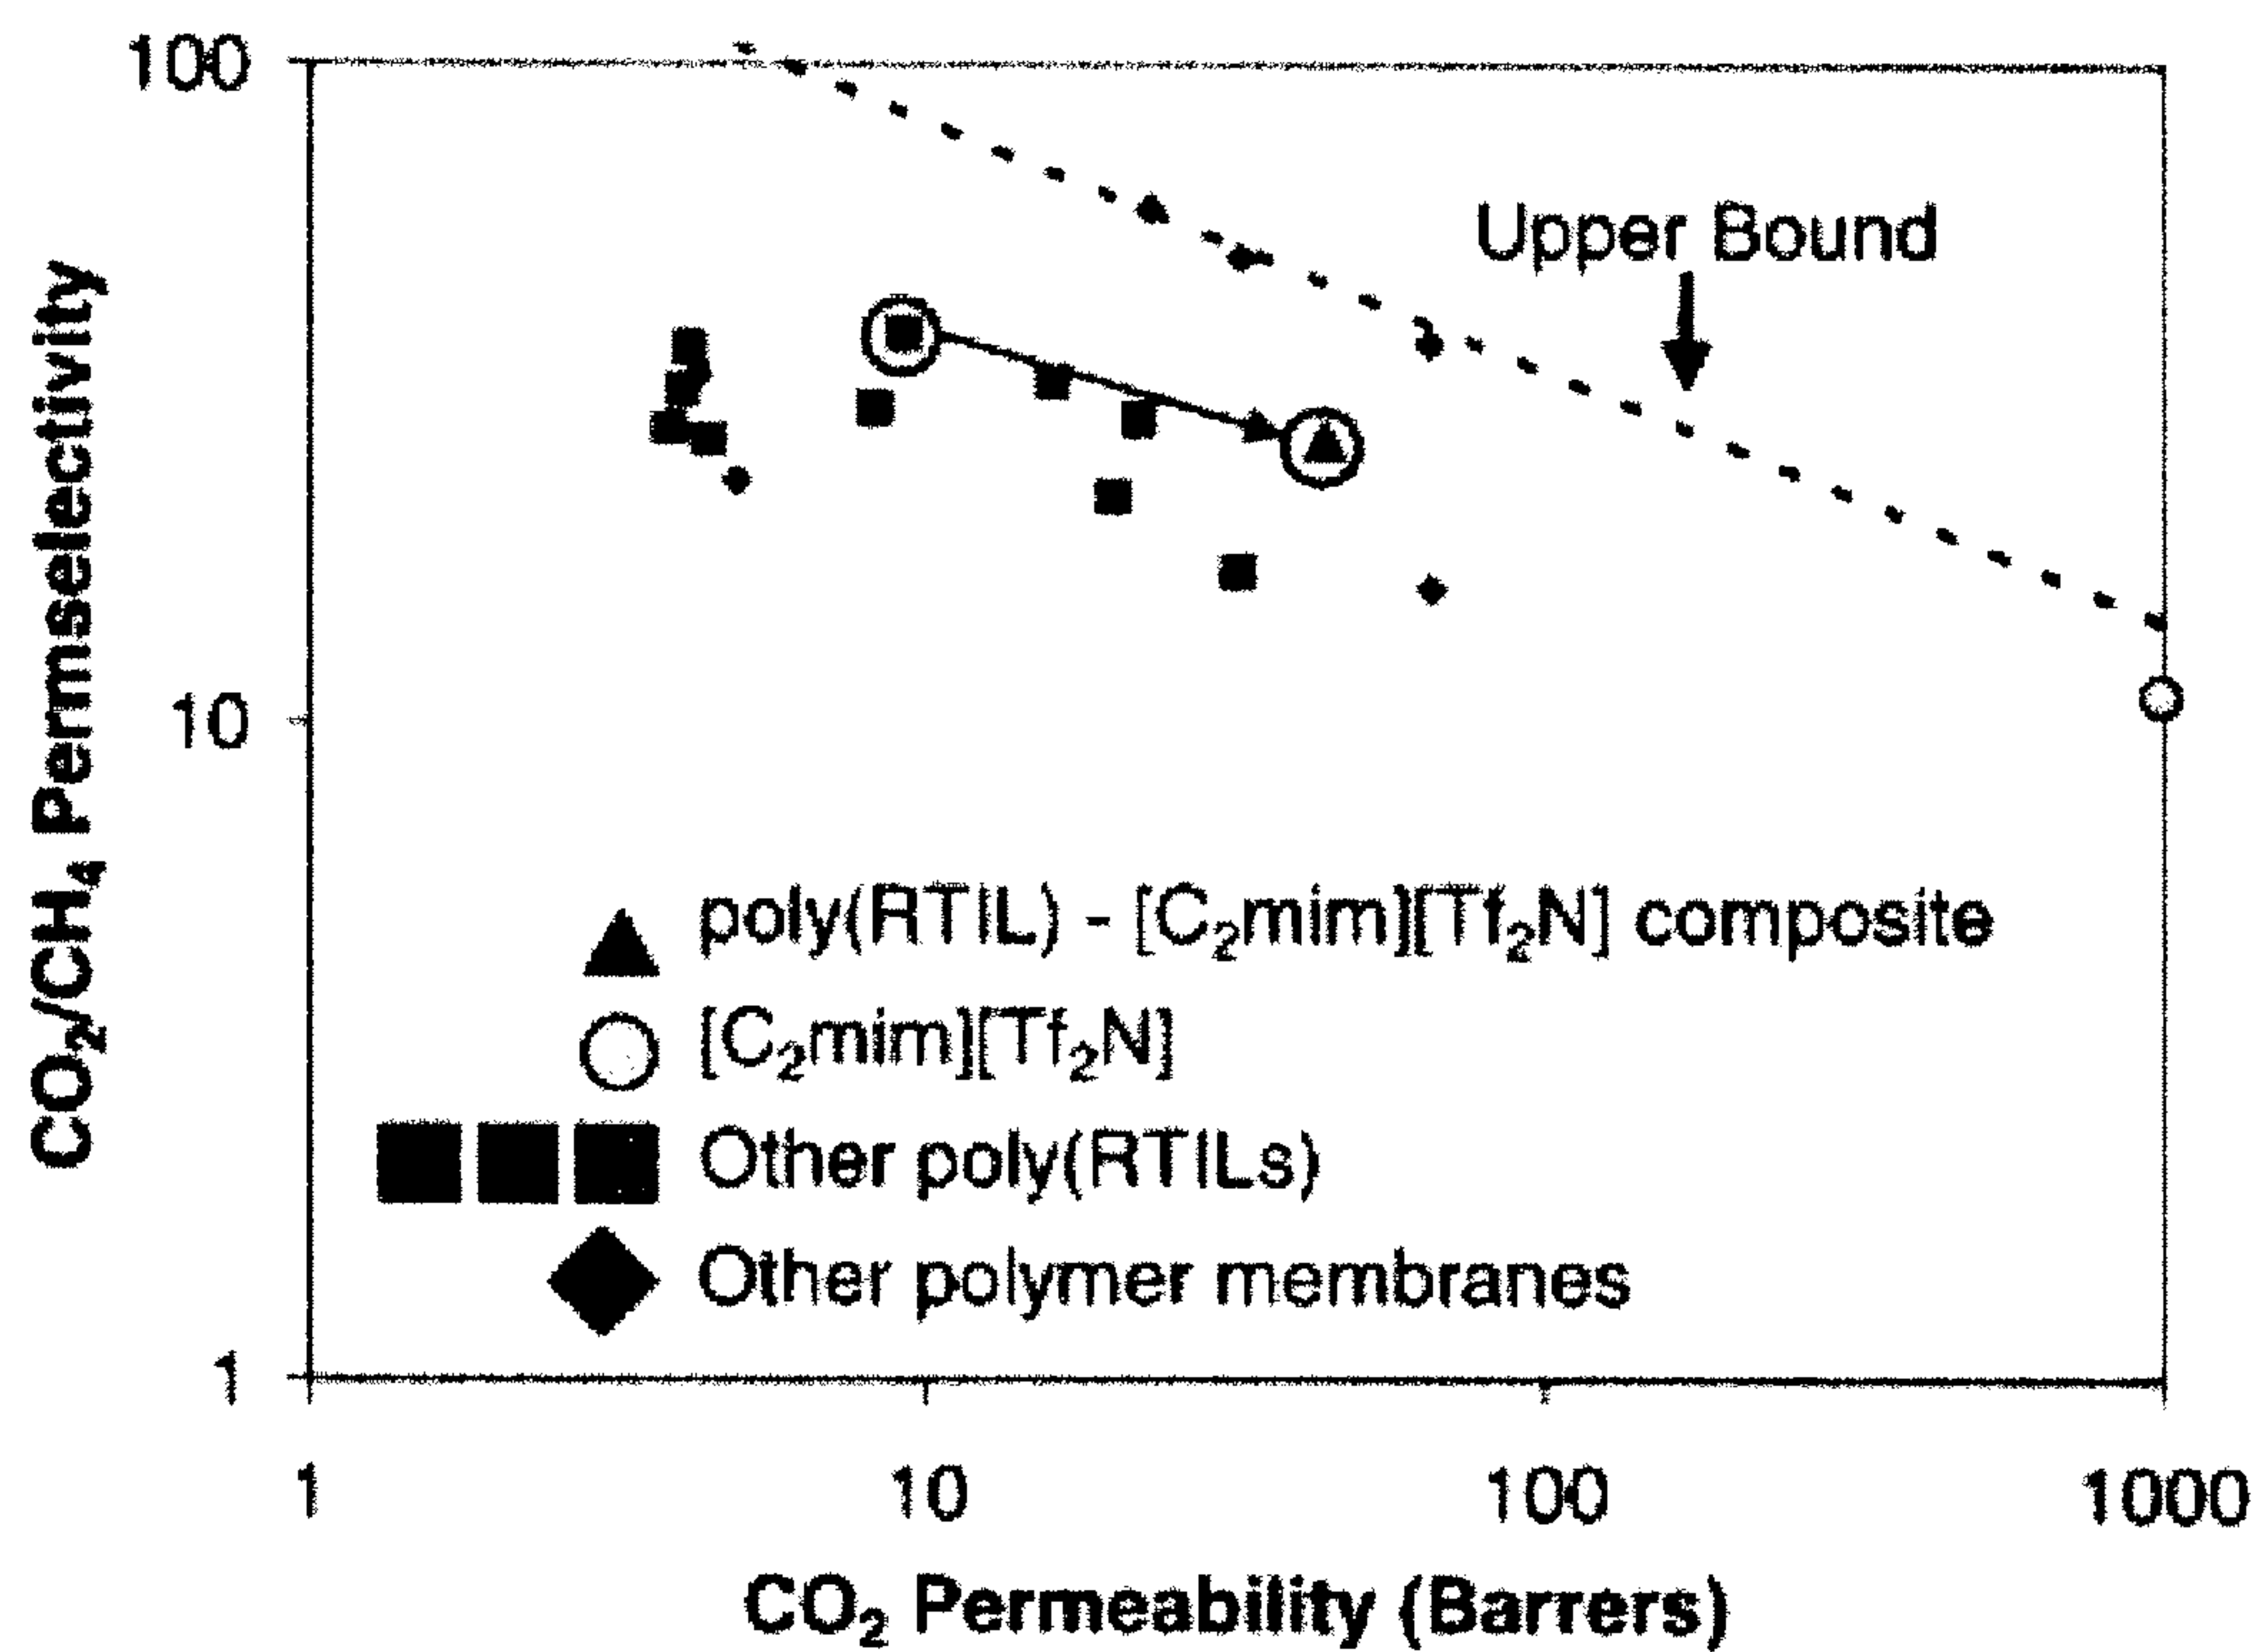 100
10
1
CO₂/CH₄ Permselectivity
Upper Bound
poly(RTIL) - [C₂mim][Tf₂N] composite
[C₂mim][Tf₂N]
Other poly(RTILs)
Other polymer membranes
1 10 100 1000
CO₂ Permeability (Barrers)